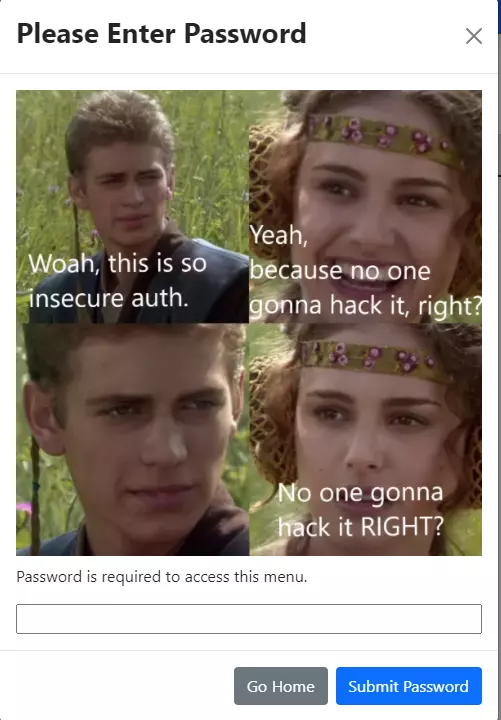 Please Enter Password
Woah, this is so
insecure auth.
Yeah,
because no one
gonna hack it, right?
No one gonna
hack it RIGHT?
Password is required to access this menu.
Go Home
Submit Password